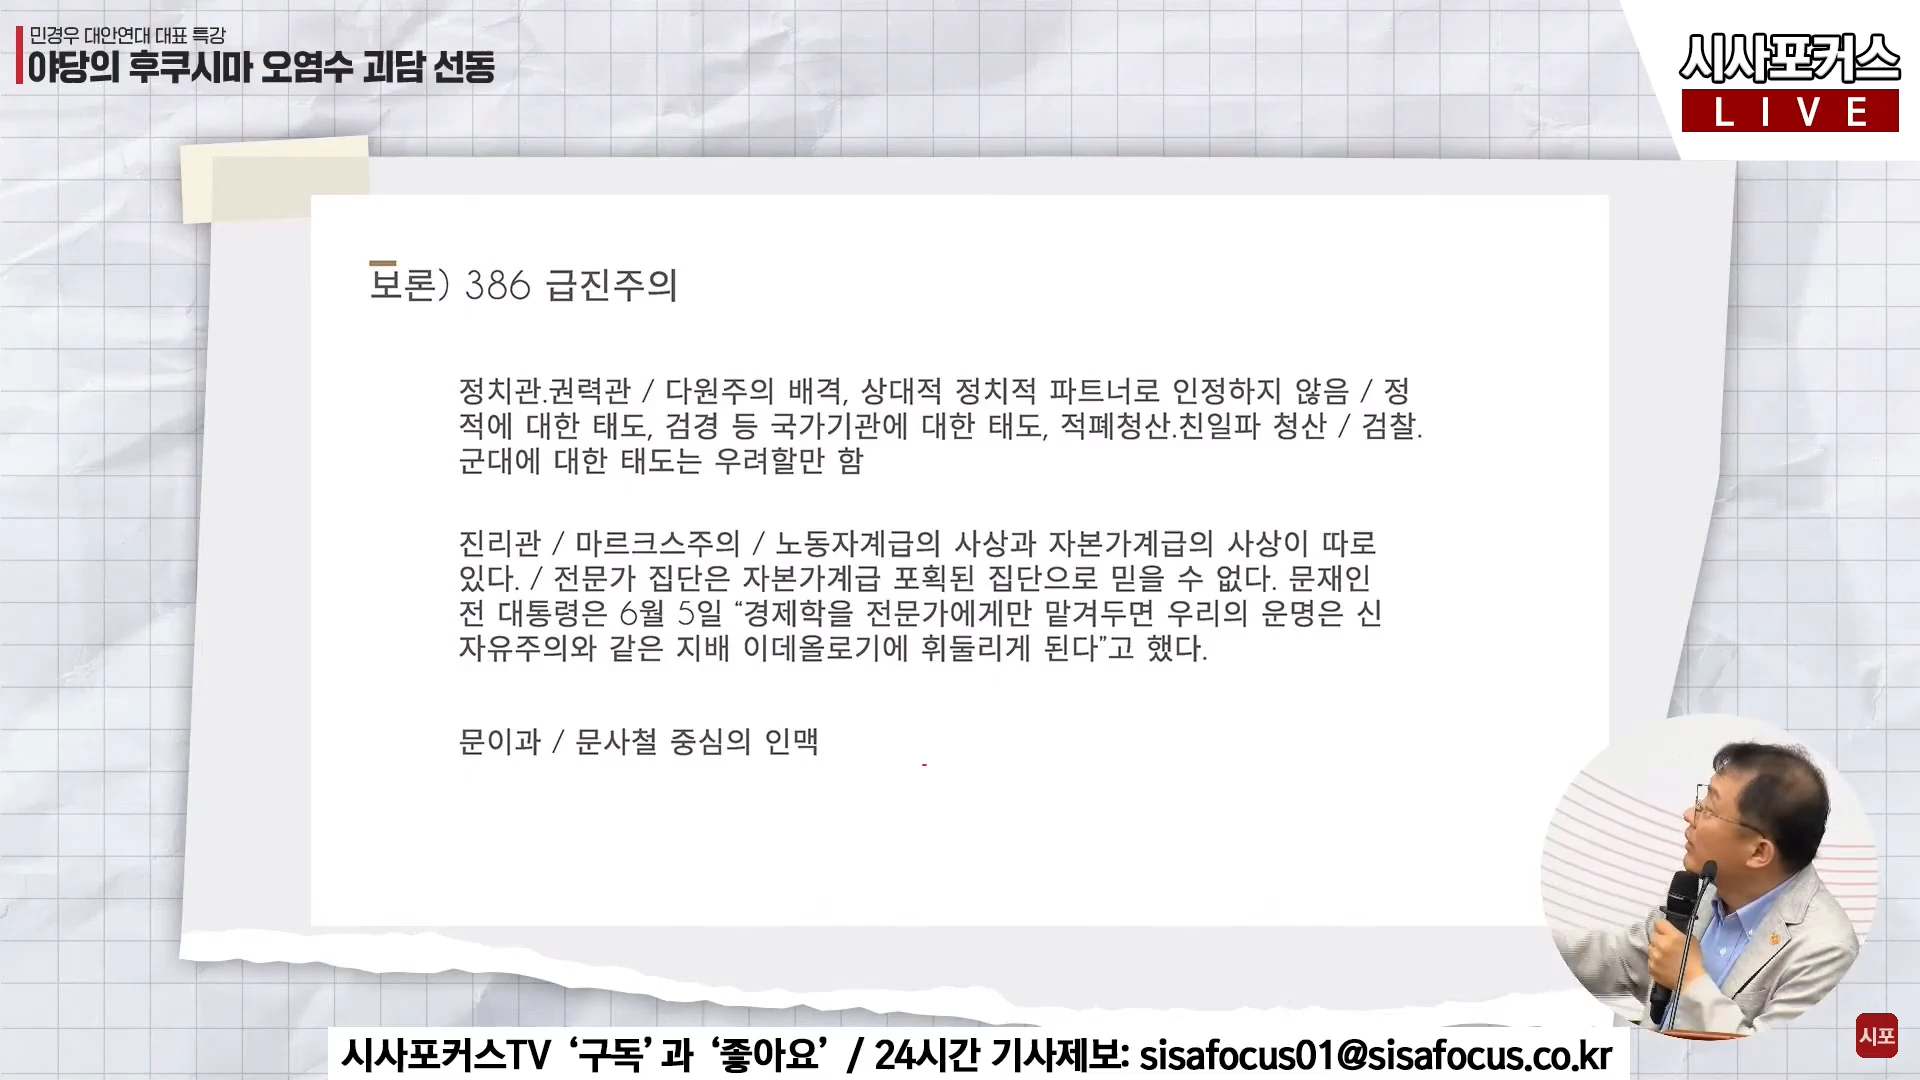 민경우 대안연대 대표 특강
야당의 후쿠시마 오염수 괴담 선동
시사포커스
LIVE
보론) 386 급진주의
정치관.권력관 / 다원주의 배격, 상대적 정치적 파트너로 인정하지 않음 / 정
적에 대한 태도, 검경 등 국가기관에 대한 태도, 적폐청산.친일파 청산 / 검찰.
군대에 대한 태도는 우려할만 함
진리관 / 마르크스주의 / 노동자계급의 사상과 자본가계급의 사상이 따로
있다. / 전문가 집단은 자본가계급 포획된 집단으로 믿을 수 없다. 문재인
전 대통령은 6월 5일 “경제학을 전문가에게만 맡겨두면 우리의 운명은 신
자유주의와 같은 지배 이데올로기에 휘둘리게 된다”고 했다.
문이과 / 문사철 중심의 인맥
시포
시사포커스TV ‘구독’과 ‘좋아요’ / 24시간 기사제보: sisafocus01@sisafocus.co.kr